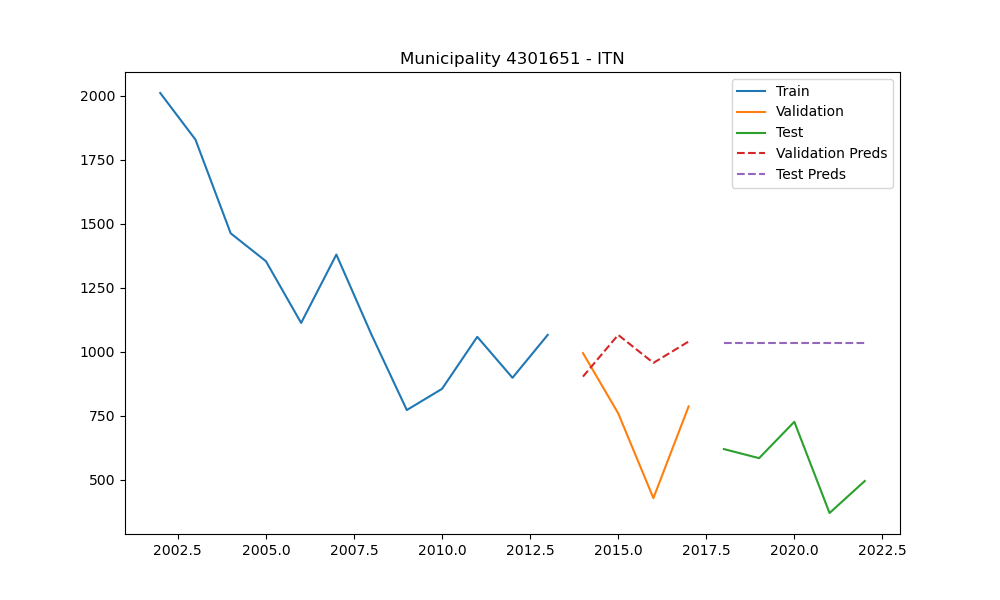 Municipality 4301651 - ITN
Train
Validation
Test
Validation Preds
Test Preds
2000
1750
1500
1250
1000
750
500
2002.5 2005.0 2007.5 2010.0 2012.5 2015.0 2017.5 2020.0 2022.5